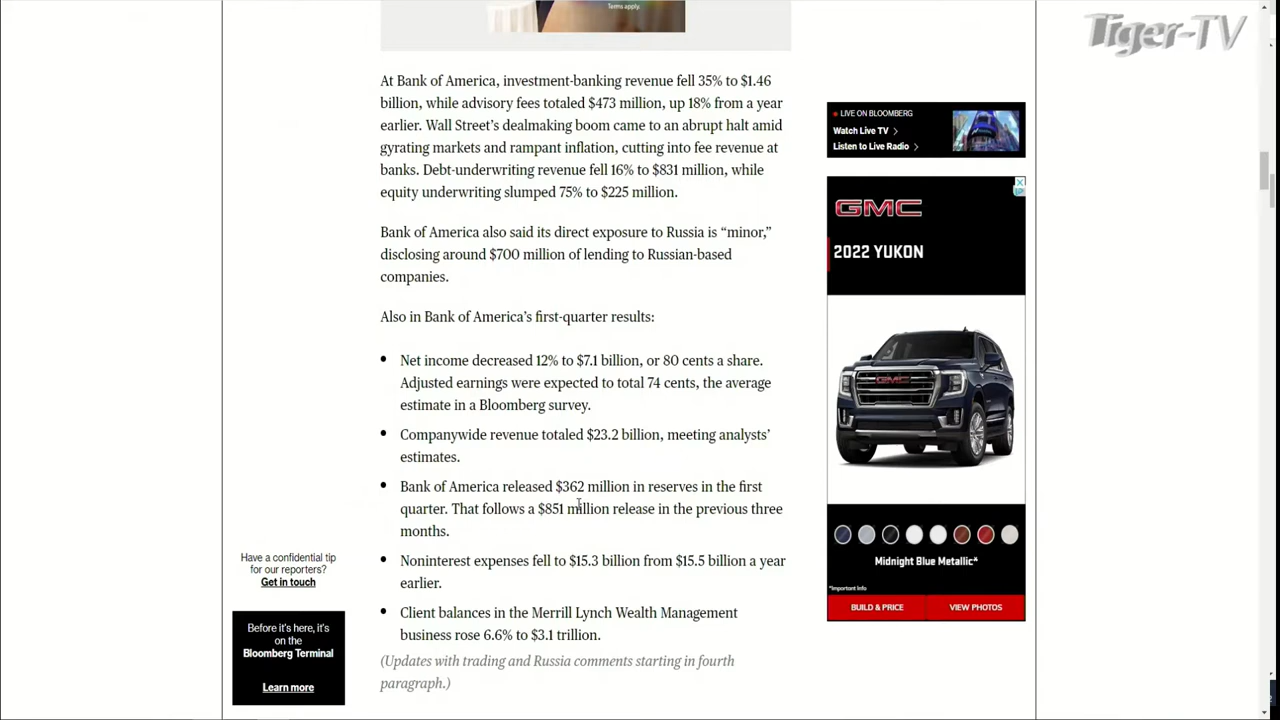 Terms apply.
Tiger-TV
At Bank of America, investment-banking revenue fell 35% to $1.46
billion, while advisory fees totaled $473 million, up 18% from a year
earlier. Wall Street’s dealmaking boom came to an abrupt halt amid
gyrating markets and rampant inflation, cutting into fee revenue at
banks. Debt-underwriting revenue fell 16% to $831 million, while
equity underwriting slumped 75% to $225 million.
Bank of America also said its direct exposure to Russia is “minor,”
disclosing around $700 million of lending to Russian-based
companies.
Also in Bank of America’s first-quarter results:
Net income decreased 12% to $7.1 billion, or 80 cents a share.
Adjusted earnings were expected to total 74 cents, the average
estimate in a Bloomberg survey.
Companywide revenue totaled $23.2 billion, meeting analysts’
estimates.
Bank of America released $362 million in reserves in the first
quarter. That follows a $851 million release in the previous three
months.
Noninterest expenses fell to $15.3 billion from $15.5 billion a year
earlier.
Client balances in the Merrill Lynch Wealth Management
business rose 6.6% to $3.1 trillion.
(Updates with trading and Russia comments starting in fourth
paragraph.)
Have a confidential tip
for our reporters?
Get in touch
Before it's here, it's
on the
Bloomberg Terminal
Learn more
LIVE ON BLOOMBERG
Watch Live TV
Listen to Live Radio
GMC
2022 YUKON
GMC
Midnight Blue Metallic*
*Important Info
BUILD & PRICE
VIEW PHOTOS